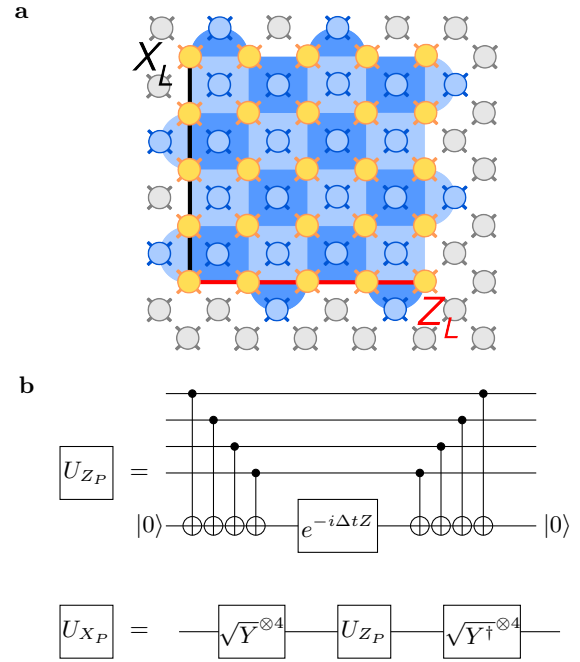 a
X_L
Z_L
b
U_{Z_P} = |0⟩ e^{-iΔtZ} |0⟩
U_{X_P} = √Y^{⊗4} U_{Z_P} √Y^†^{⊗4}